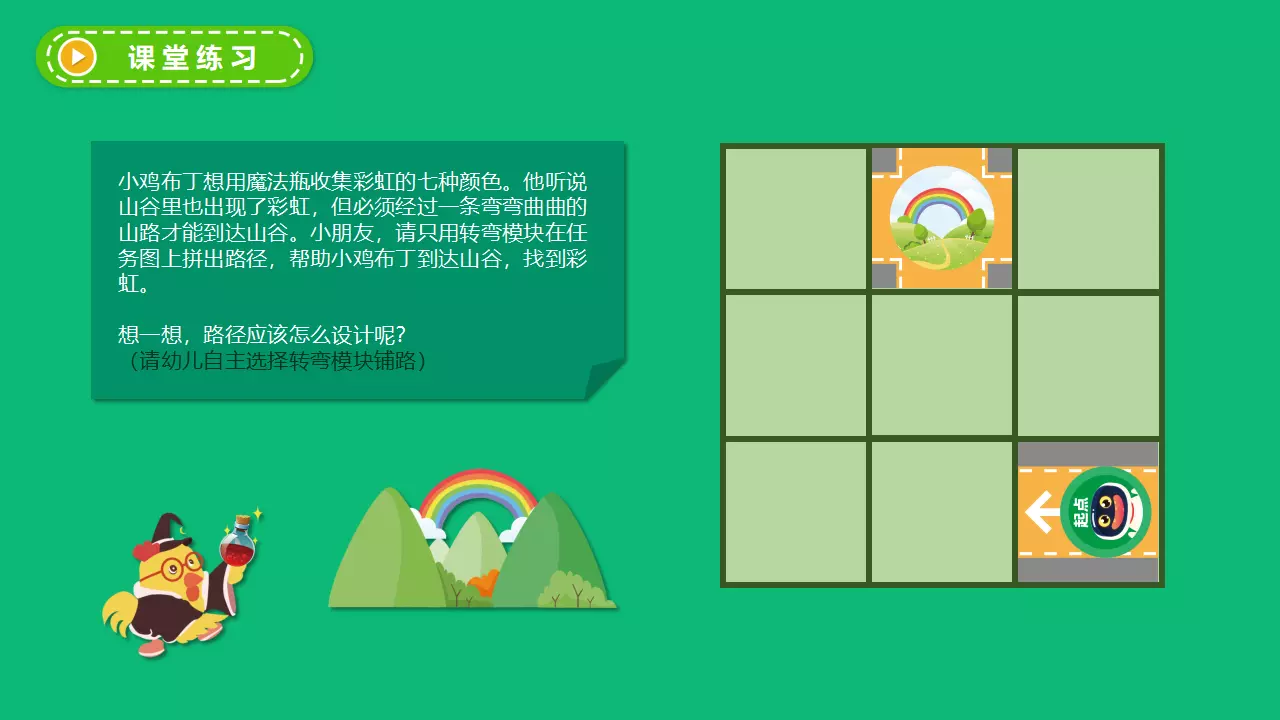 课堂练习
小鸡布丁想用魔法瓶收集彩虹的七种颜色。他听说
山谷里也出现了彩虹，但必须经过一条弯弯曲曲的
山路才能到达山谷。小朋友，请只用转弯模块在任
务图上拼出路径，帮助小鸡布丁到达山谷，找到彩
虹。
想一想，路径应该怎么设计呢？
（请幼儿自主选择转弯模块铺路）
起点